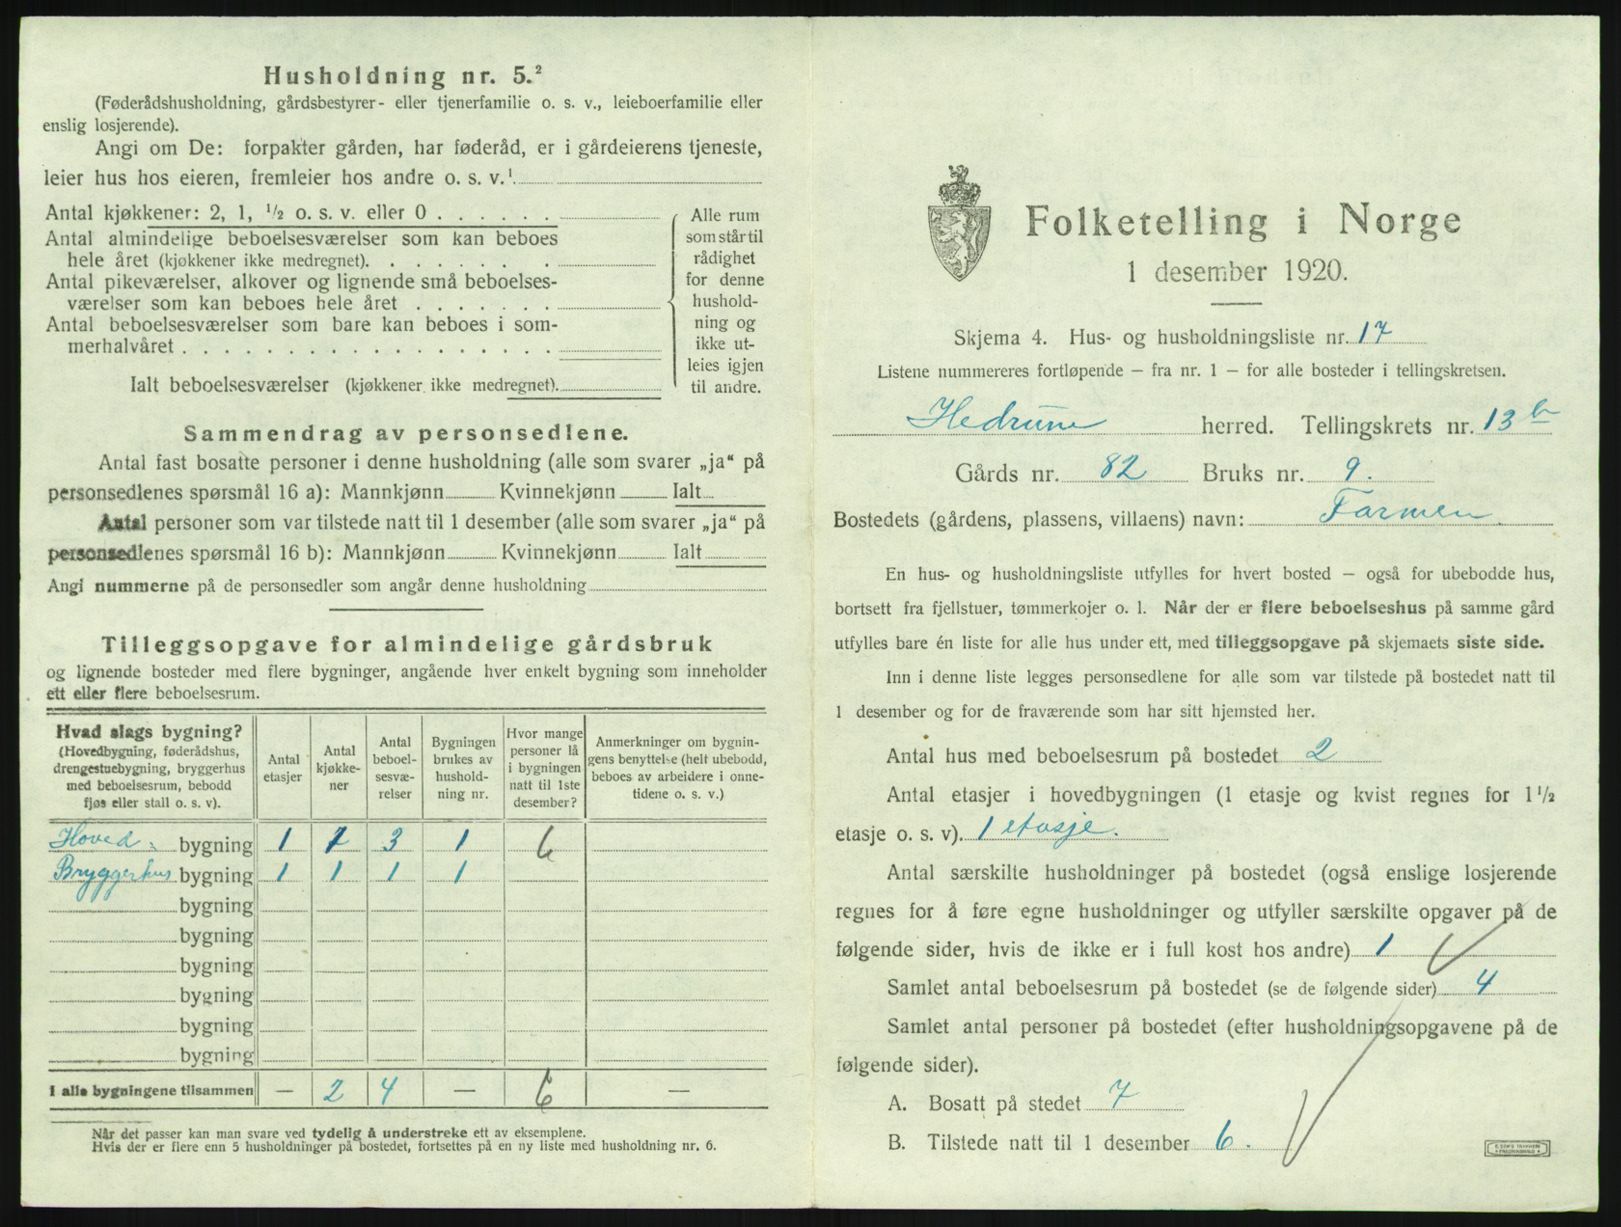 Husholdning nr. 5.²
(Føderådshusholdning, gårdsbestyrer- eller tjenerfamilie o. s. v., leieboerfamilie eller
enslig losjerende).
Angi om De: forpakter gården, har føderåd, er i gårdeierens tjeneste,
leier hus hos eieren, fremleier hos andre o. s. v.¹
Antal kjøkkener: 2, 1, ½ o. s. v. eller 0 . . . . . .
Antal almindelige beboelsesværelser som kan beboes
hele året (kjøkkener ikke medregnet). . . . . . . .
Antal pikeværelser, alkover og lignende små beboelses-
værelser som kan beboes hele året . . . . . . .
Antal beboelsesværelser som bare kan beboes i som-
merhalvåret . . . . . . . . . . . . . . . . . .
Ialt beboelsesværelser (kjøkkener ikke medregnet).
Alle rum
som står til
rådighet
for denne
hushold-
ning og
ikke ut-
leies igjen
til andre.
Sammendrag av personsedlene.
Antal fast bosatte personer i denne husholdning (alle som svarer „ja“ på
personsedlenes spørsmål 16 a): Mannkjønn Kvinnekjønn Ialt
Antal personer som var tilstede natt til 1 desember (alle som svarer „ja“ på
personsedlenes spørsmål 16 b): Mannkjønn Kvinnekjønn Ialt
Angi nummerne på de personsedler som angår denne husholdning
Tilleggsopgave for almindelige gårdsbruk
og lignende bosteder med flere bygninger, angående hver enkelt bygning som inneholder
ett eller flere beboelsesrum.
Hvad slags bygning?
(Hovedbygning, føderådshus,
drengestuebygning, bryggerhus
med beboelsesrum, bebodd
fjøs eller stall o. s. v).
Antal
etasjer
Antal
kjøkke-
ner
Antal
beboel-
sesvæ-
relser
Bygningen
brukes av
hushold-
ning nr.
Hvor mange
personer lå
i bygningen
natt til 1ste
desember?
Anmerkninger om bygnin-
gens benyttelse (helt ubebodd,
beboes av arbeidere i onne-
tidene o. s. v.)
Hoved- bygning 1 1 3 1 6
Bryggerhus bygning 1 1 1 1
bygning
bygning
bygning
bygning
bygning
bygning
I alle bygningene tilsammen — 2 4 — 6 —
Når det passer kan man svare ved tydelig å understreke ett av eksemplene.
Hvis der er flere enn 5 husholdninger på bostedet, fortsettes på en ny liste med husholdning nr. 6.
Folketelling i Norge
1 desember 1920.
Skjema 4. Hus- og husholdningsliste nr. 17
Listene nummereres fortløpende — fra nr. 1 — for alle bosteder i tellingskretsen.
Hedrum herred. Tellingskrets nr. 13 b
Gårds nr. 82 Bruks nr. 9.
Bostedets (gårdens, plassens, villaens) navn: Farmen.
En hus- og husholdningsliste utfylles for hvert bosted — også for ubebodde hus,
bortsett fra fjellstuer, tømmerkojer o. l. Når der er flere beboelseshus på samme gård
utfylles bare én liste for alle hus under ett, med tilleggsopgave på skjemaets siste side.
Inn i denne liste legges personsedlene for alle som var tilstede på bostedet natt til
1 desember og for de fraværende som har sitt hjemsted her.
Antal hus med beboelsesrum på bostedet 2
Antal etasjer i hovedbygningen (1 etasje og kvist regnes for 1½
etasje o. s. v). 1 etasje.
Antal særskilte husholdninger på bostedet (også enslige losjerende
regnes for å føre egne husholdninger og utfyller særskilte opgaver på de
følgende sider, hvis de ikke er i full kost hos andre) 1
Samlet antal beboelsesrum på bostedet (se de følgende sider) 4
Samlet antal personer på bostedet (efter husholdningsopgavene på de
følgende sider).
A. Bosatt på stedet 7
B. Tilstede natt til 1 desember 6.